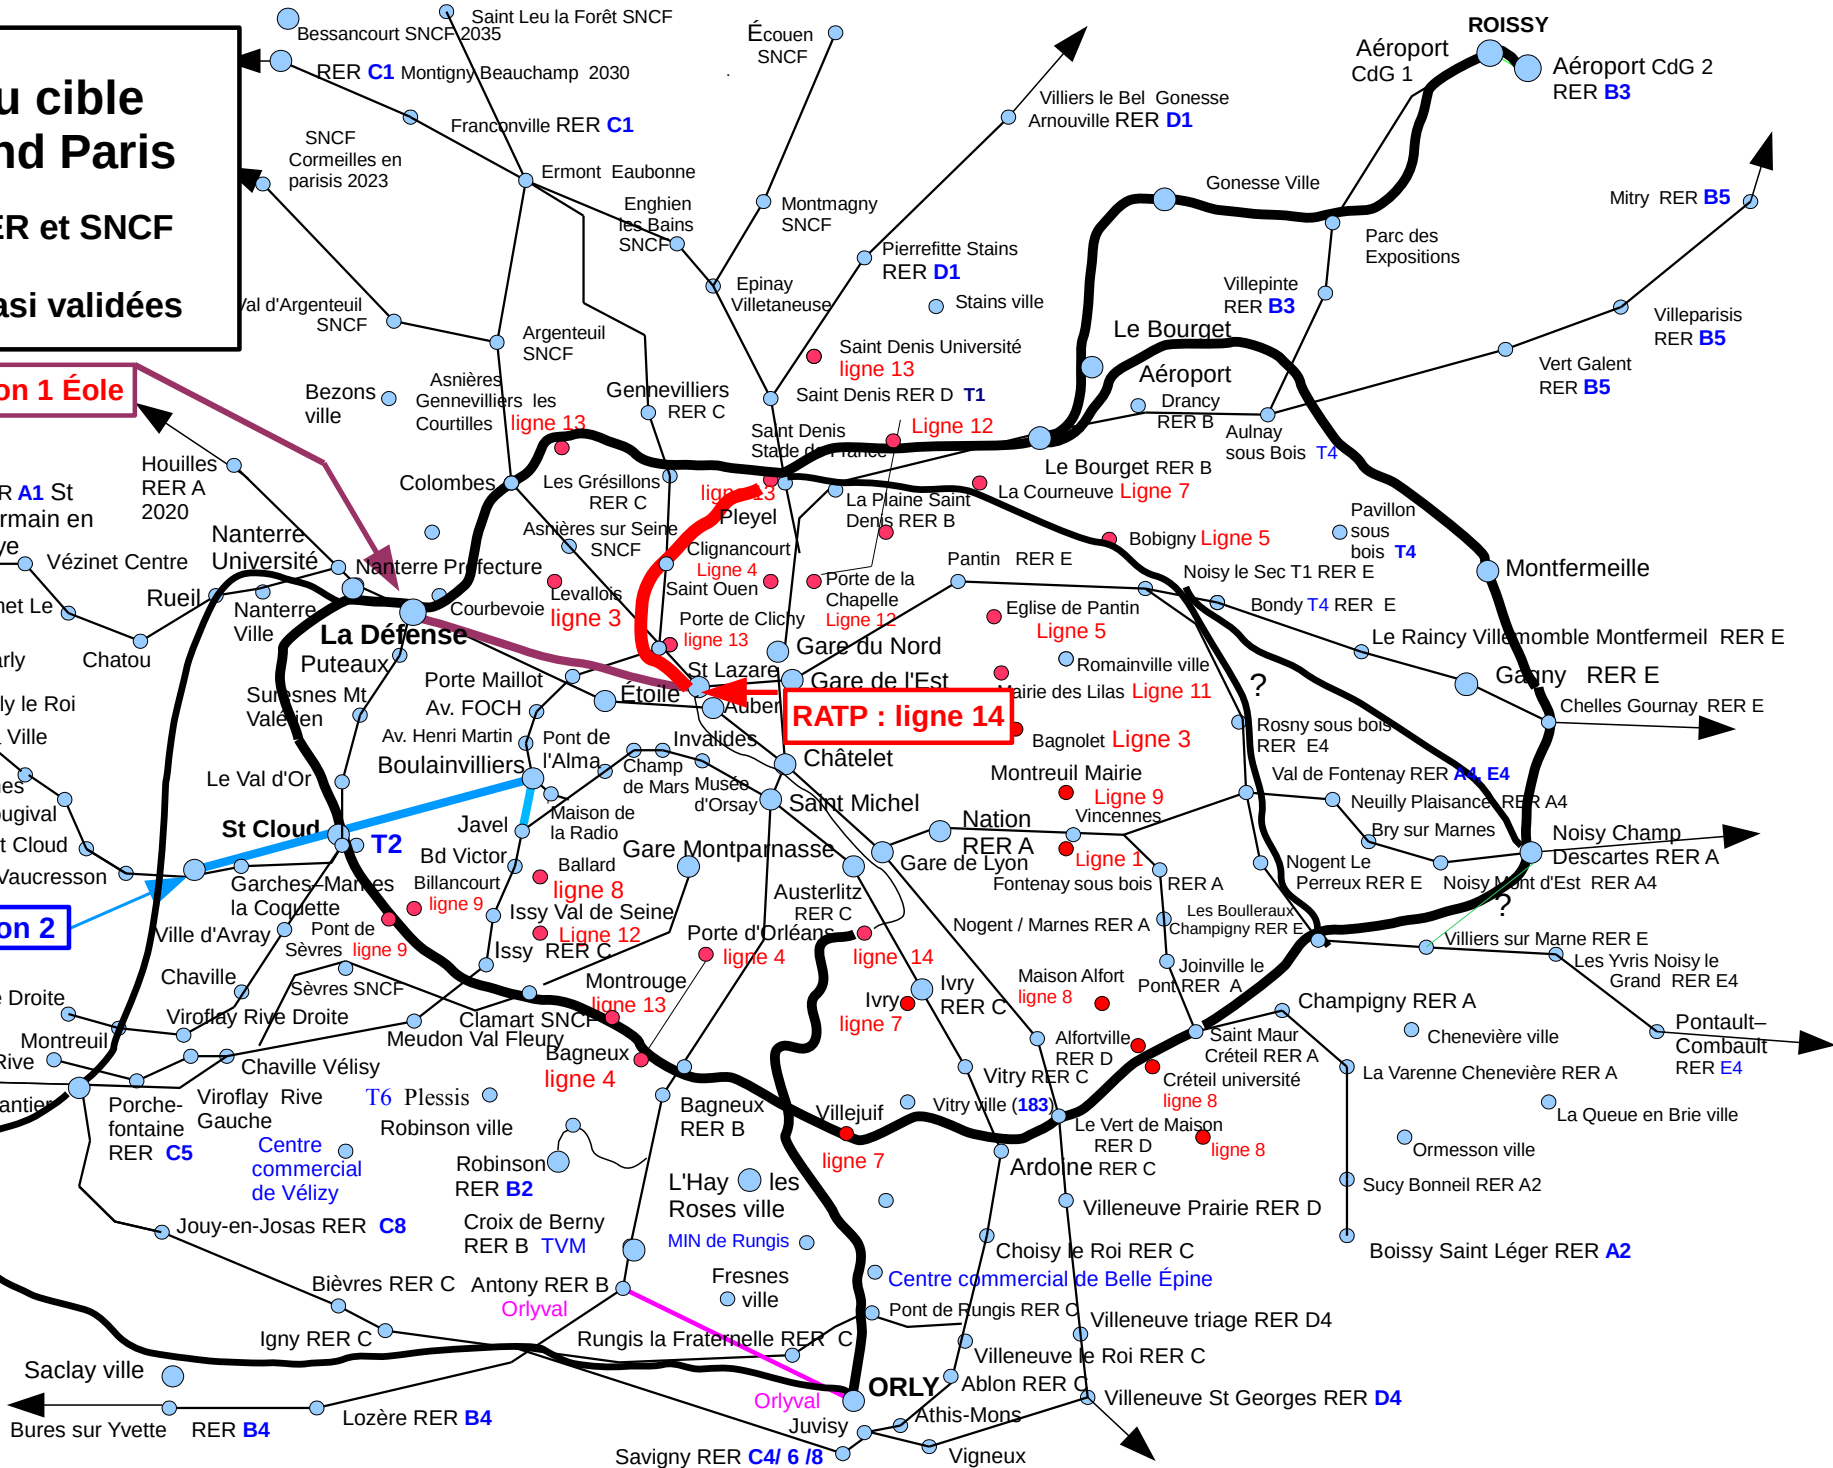 u cible
nd Paris
ER et SNCF
asi validées
on 1 Éole
on 2
RATP : ligne 14
Saint Leu la Forêt SNCF
Bessancourt SNCF 2035
RER C1 Montigny Beauchamp 2030
Franconville RER C1
SNCF
Cormeilles en
parisis 2023
Ermont Eaubonne
Enghien
les Bains
SNCF
Écouen
SNCF
Montmagny
SNCF
Villiers le Bel Gonesse
Arnouville RER D1
Pierrefitte Stains
RER D1
Epinay
Villetaneuse
Stains ville
ROISSY
Aéroport
CdG 1
Aéroport CdG 2
RER B3
Gonesse Ville
Mitry RER B5
Parc des
Expositions
Villepinte
RER B3
Villeparisis
RER B5
Vert Galent
RER B5
Val d'Argenteuil
SNCF
Argenteuil
SNCF
Bezons
ville
Asnières
Gennevilliers les
Courtilles ligne 13
Gennevilliers
RER C
Saint Denis Université
ligne 13
Saint Denis RER D T1
Saint Denis
Stade de France
Ligne 12
Le Bourget
Aéroport
Drancy
RER B
Aulnay
sous Bois T4
Le Bourget RER B
La Courneuve Ligne 7
Houilles
RER A
2020
Colombes
Les Grésillons
RER C
ligne 13
Pleyel
La Plaine Saint
Denis RER B
Pavillon
sous
bois T4
R A1 St
rmain en
ye
Vézinet Centre
Nanterre
Université
Nanterre Préfecture
Asnières sur Seine
SNCF
Clignancourt
Ligne 4
Saint Ouen
Porte de la
Chapelle
Ligne 12
Pantin RER E
Bobigny Ligne 5
Noisy le Sec T1 RER E
Montfermeille
Bondy T4 RER E
net Le
Rueil
Nanterre
Ville
Courbevoie
Levallois
ligne 3
Porte de Clichy
ligne 13
Eglise de Pantin
Ligne 5
Le Raincy Villemomble Montfermeil RER E
La Défense
Puteaux
Chatou
arly
Gare du Nord
St Lazare
Gare de l'Est
Romainville ville
Mairie des Lilas Ligne 11
Gagny RER E
?
Chelles Gournay RER E
Porte Maillot
Étoile
Auber
Suresnes Mt
Valérien
ly le Roi
Av. FOCH
Bagnolet Ligne 3
Rosny sous bois
RER E4
a Ville
Av. Henri Martin
Pont de
l'Alma
Invalides
Châtelet
Boulainvilliers
Champ
de Mars
Musée
d'Orsay
Le Val d'Or
Montreuil Mairie
Ligne 9
Val de Fontenay RER A4, E4
Neuilly Plaisance RER A4
Saint Michel
ougival
Maison de
la Radio
Javel
Nation
RER A
Vincennes
Bry sur Marnes
Noisy Champ
Descartes RER A
St Cloud
T2
t Cloud
Bd Victor
Gare Montparnasse
Gare de Lyon
Ligne 1
Nogent Le
Perreux RER E
Noisy Mont d'Est RER A4
Vaucresson
Garches–Marnes
la Coquette
Ballard
ligne 8
Billancourt
ligne 9
Austerlitz
RER C
Fontenay sous bois RER A
?
Issy Val de Seine
Ligne 12
Nogent / Marnes RER A
Les Boulleraux
Champigny RER E
Ville d'Avray
Pont de
Sèvres ligne 9
Issy RER C
Porte d'Orléans
ligne 4
ligne 14
Villiers sur Marne RER E
Les Yvris Noisy le
Grand RER E4
Chaville
Sèvres SNCF
Montrouge
ligne 13
Ivry
ligne 7
Ivry
RER C
Maison Alfort
ligne 8
Joinville le
Pont RER A
e Droite
Viroflay Rive Droite
Clamart SNCF
Champigny RER A
Montreuil
Rive
Meudon Val Fleury
Alfortville
RER D
Saint Maur
Créteil RER A
Chenevière ville
Pontault–
Combault
RER E4
Chaville Vélisy
Bagneux
ligne 4
Vitry RER C
Créteil université
ligne 8
La Varenne Chenevière RER A
antier
Porche-
fontaine
RER C5
Viroflay Rive
Gauche
T6 Plessis
Robinson ville
Bagneux
RER B
Villejuif
ligne 7
Vitry ville (183)
Le Vert de Maison
RER D
ligne 8
La Queue en Brie ville
Ormesson ville
Centre
commercial
de Vélizy
Robinson
RER B2
L'Hay les
Roses ville
Ardoine RER C
Sucy Bonneil RER A2
Villeneuve Prairie RER D
Jouy-en-Josas RER C8
Croix de Berny
RER B TVM
MIN de Rungis
Choisy le Roi RER C
Boissy Saint Léger RER A2
Bièvres RER C
Antony RER B
Orlyval
Fresnes
ville
Centre commercial de Belle Épine
Pont de Rungis RER C
Villeneuve triage RER D4
Igny RER C
Rungis la Fraternelle RER C
Villeneuve le Roi RER C
Saclay ville
ORLY
Orlyval
Ablon RER C
Villeneuve St Georges RER D4
Bures sur Yvette RER B4
Lozère RER B4
Juvisy
Athis-Mons
Savigny RER C4/ 6 /8
Vigneux